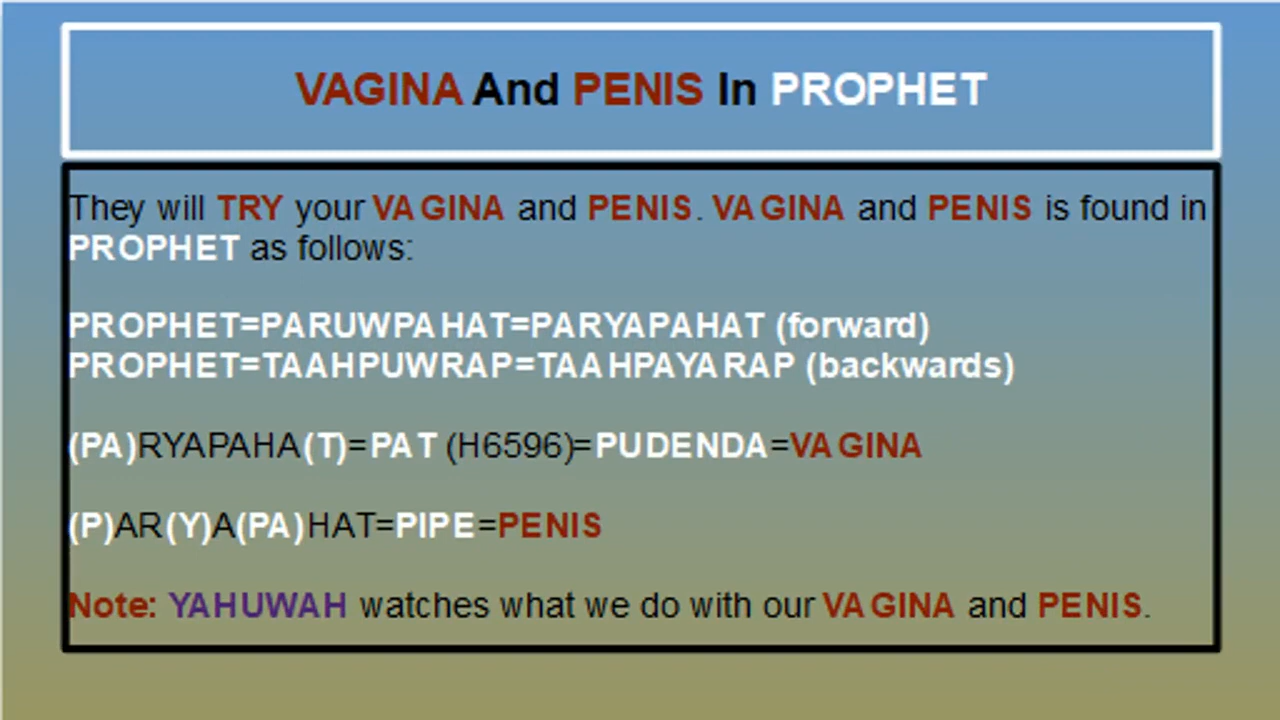 VAGINA And PENIS In PROPHET
They will TRY your VAGINA and PENIS. VAGINA and PENIS is found in
PROPHET as follows:
PROPHET=PARUWPAHAT=PARYAPAHAT (forward)
PROPHET=TAAHPUWRAP=TAAHPAYARAP (backwards)
(PA)RYAPAHA(T)=PAT (H6596)=PUDENDA=VAGINA
(P)AR(Y)A(PA)HAT=PIPE=PENIS
Note: YAHUWAH watches what we do with our VAGINA and PENIS.